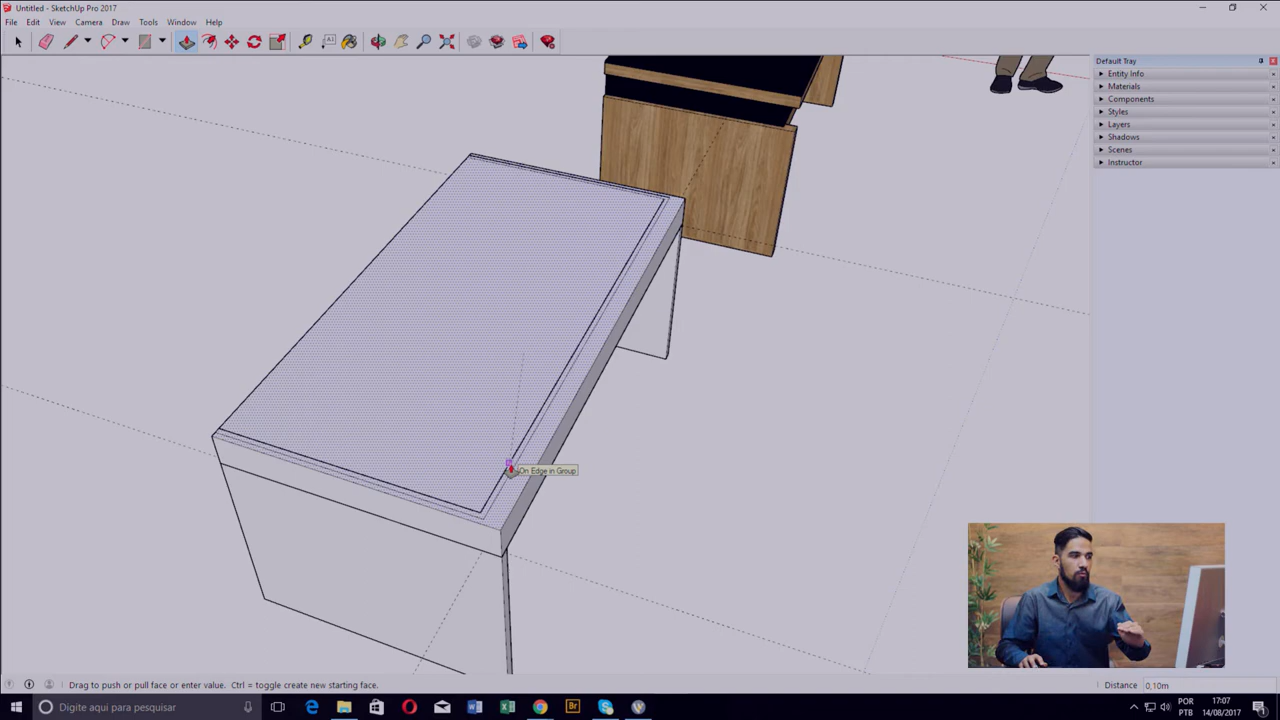 Untitled - SketchUp Pro 2017
File Edit View Camera Draw Tools Window Help
A1
Default Tray
Entity Info
Materials
Components
Styles
Layers
Shadows
Scenes
Instructor
On Edge in Group
Drag to push or pull face or enter value. Ctrl = toggle create new starting face.
Distance 0,10m
Digite aqui para pesquisar
Br
POR
PTB
17:07
14/08/2017